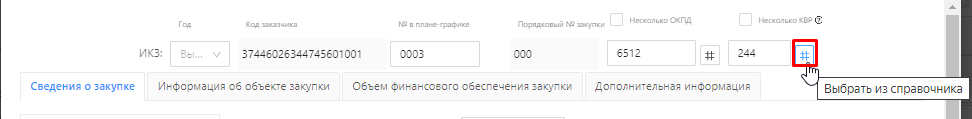 Год Код заказчика № в плане-графике Порядковый № закупки Несколько ОКПД Несколько КВР
ИКЗ: Вы... 37446026344745601001 0003 000 6512 # 244 #
Выбрать из справочника
Сведения о закупке Информация об объекте закупки Объем финансового обеспечения закупки Дополнительная информация